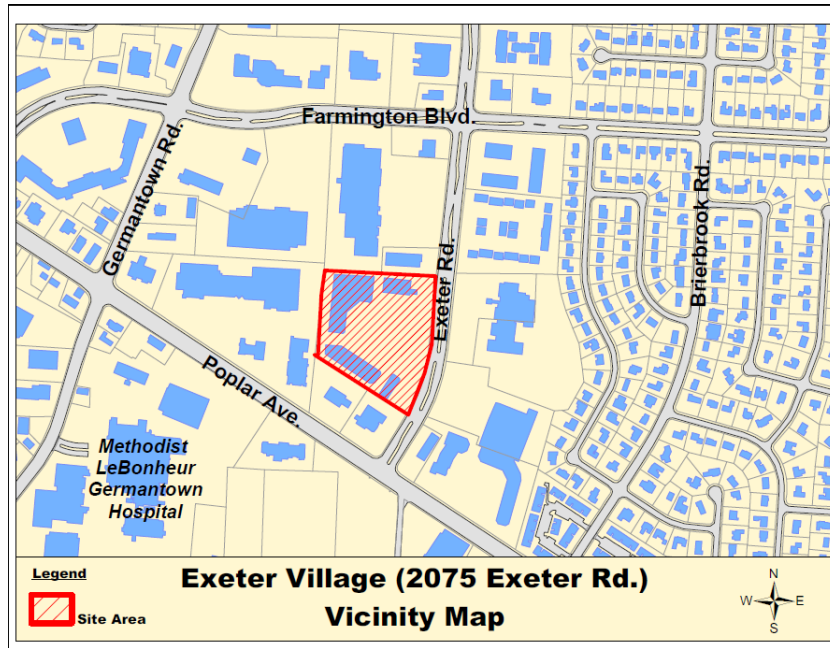 Farmington Blvd.
Germantown Rd.
Brierbrook Rd.
Exeter Rd.
Poplar Ave.
Methodist
LeBonheur
Germantown
Hospital
Legend
Site Area
Exeter Village (2075 Exeter Rd.)
Vicinity Map
N
W E
S